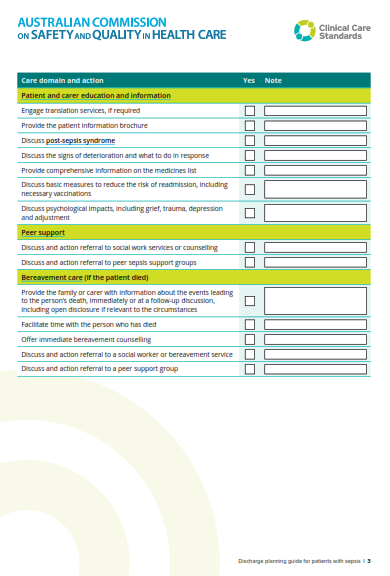 AUSTRALIAN COMMISSION
ON SAFETY AND QUALITY IN HEALTH CARE
Clinical Care
Standards
Care domain and action Yes Note
Patient and carer education and information
Engage translation services, if required
Provide the patient information brochure
Discuss post-sepsis syndrome
Discuss the signs of deterioration and what to do in response
Provide comprehensive information on the medicines list
Discuss basic measures to reduce the risk of readmission, including
necessary vaccinations
Discuss psychological impacts, including grief, trauma, depression
and adjustment
Peer support
Discuss and action referral to social work services or counselling
Discuss and action referral to peer sepsis support groups
Bereavement care (if the patient died)
Provide the family or carer with information about the events leading
to the person's death, immediately or at a follow-up discussion,
including open disclosure if relevant to the circumstances
Facilitate time with the person who has died
Offer immediate bereavement counselling
Discuss and action referral to a social worker or bereavement service
Discuss and action referral to a peer support group
Discharge planning guide for patients with sepsis | 3